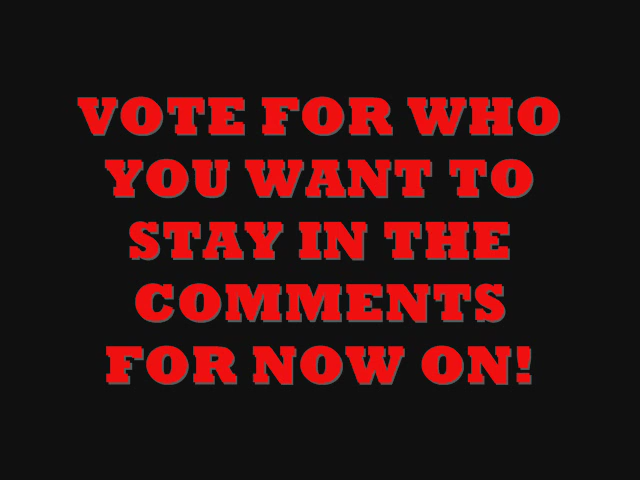 VOTE FOR WHO
YOU WANT TO
STAY IN THE
COMMENTS
FOR NOW ON!